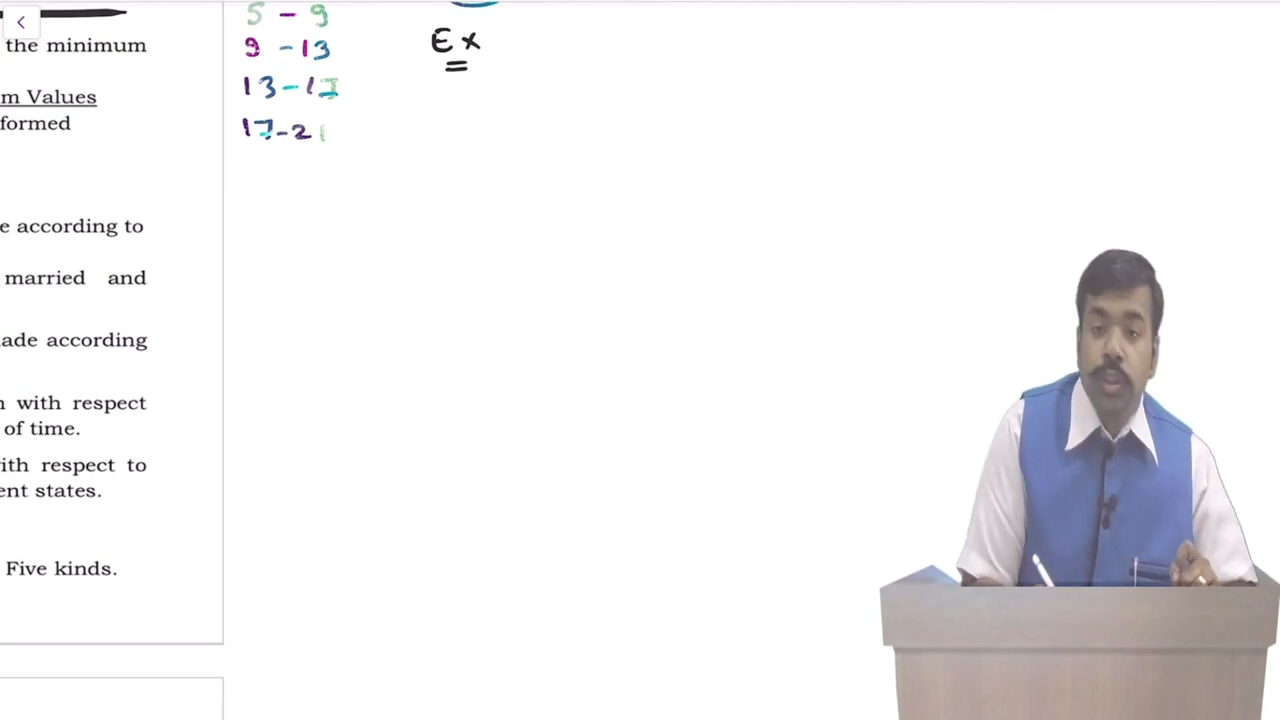 the minimum
m Values
formed
e according to
married and
ade according
n with respect
of time.
ith respect to
ent states.
Five kinds.
5 - 9
9 - 13
13 - 17
17 - 21
Ex